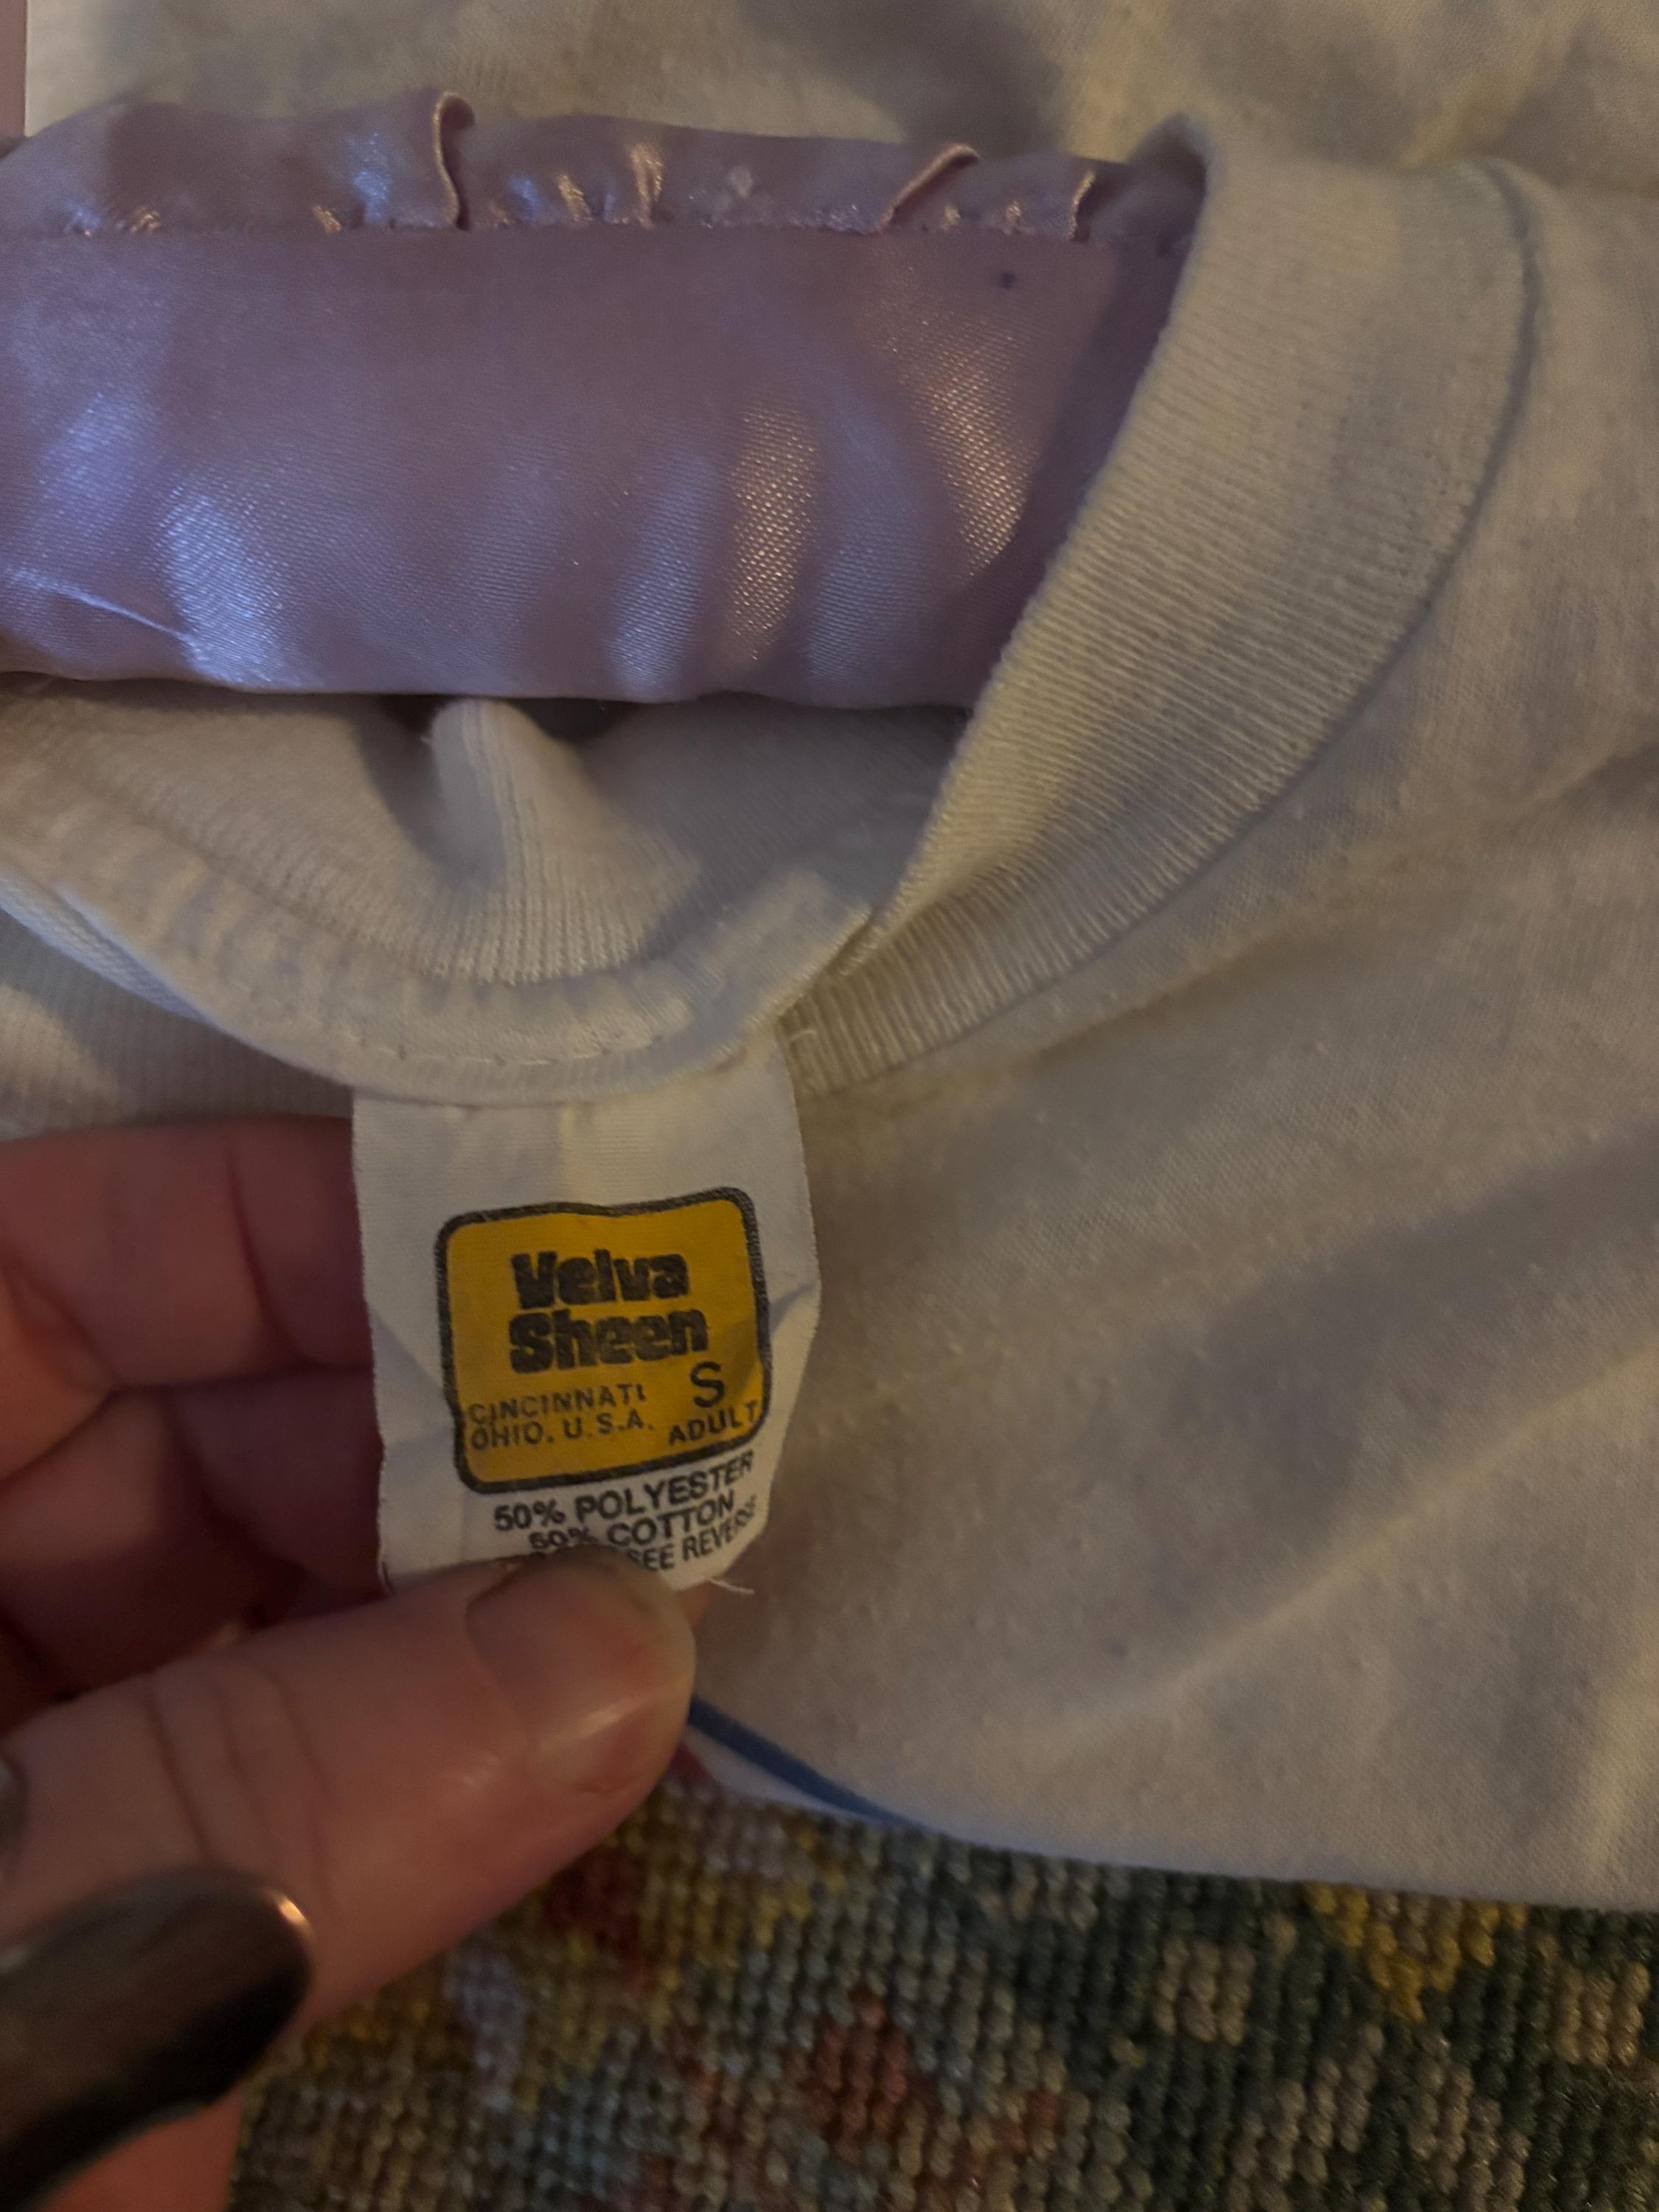 Velva
Sheen
CINCINNATI S
OHIO, U.S.A. ADULT
50% POLYESTER
50% COTTON
SEE REVERSE